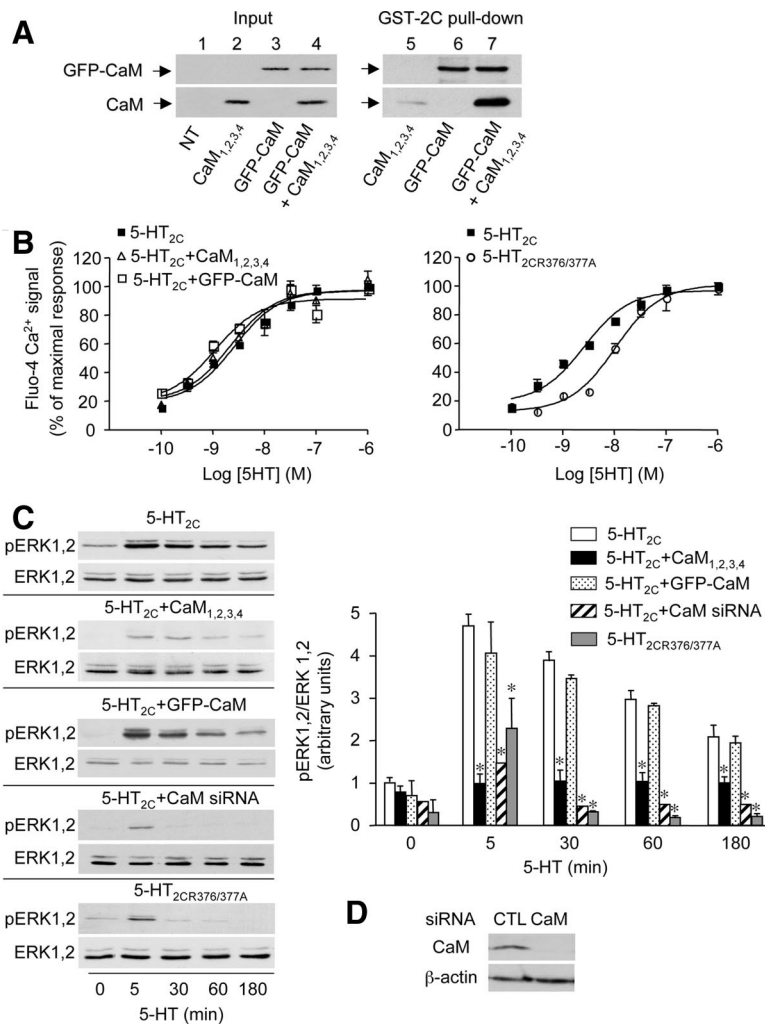 A
Input
GST-2C pull-down
1 2 3 4 5 6 7
GFP-CaM
CaM
NT
CaM1,2,3,4
GFP-CaM
GFP-CaM
+ CaM1,2,3,4
CaM1,2,3,4
GFP-CaM
GFP-CaM
+ CaM1,2,3,4
B
5-HT2C
5-HT2C+CaM1,2,3,4
5-HT2C+GFP-CaM
Fluo-4 Ca2+ signal
(% of maximal response)
120
100
80
60
40
20
0
-10 -9 -8 -7 -6
Log [5HT] (M)
5-HT2C
5-HT2CR376/377A
120
100
80
60
40
20
0
-10 -9 -8 -7 -6
Log [5HT] (M)
C
5-HT2C
pERK1,2
ERK1,2
5-HT2C+CaM1,2,3,4
pERK1,2
ERK1,2
5-HT2C+GFP-CaM
pERK1,2
ERK1,2
5-HT2C+CaM siRNA
pERK1,2
ERK1,2
5-HT2CR376/377A
pERK1,2
ERK1,2
0 5 30 60 180
5-HT (min)
5-HT2C
5-HT2C+CaM1,2,3,4
5-HT2C+GFP-CaM
5-HT2C+CaM siRNA
5-HT2CR376/377A
pERK1,2/ERK 1,2
(arbitrary units)
5
4
3
2
1
0
* * *
* * *
* * *
* * *
0 5 30 60 180
5-HT (min)
D
siRNA CTL CaM
CaM
β-actin